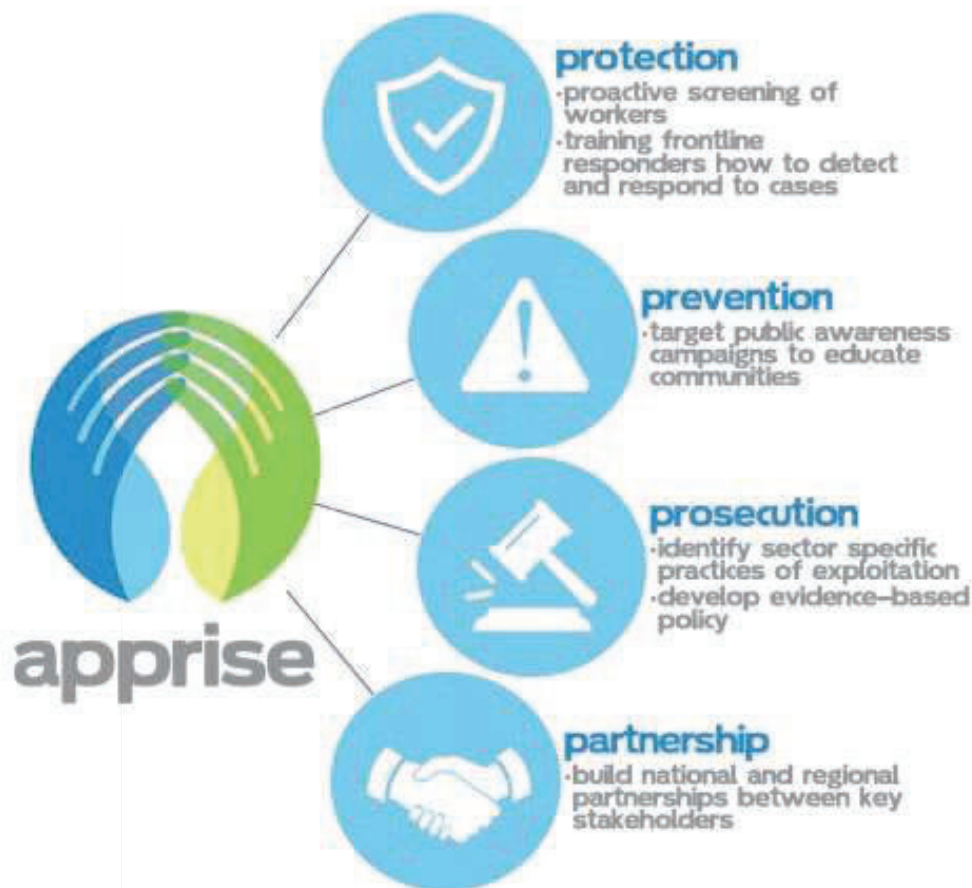 protection
·proactive screening of
workers
·training frontline
responders how to detect
and respond to cases
prevention
·target public awareness
campaigns to educate
communities
prosecution
·identify sector specific
practices of exploitation
·develop evidence-based
policy
apprise
partnership
·build national and regional
partnerships between key
stakeholders